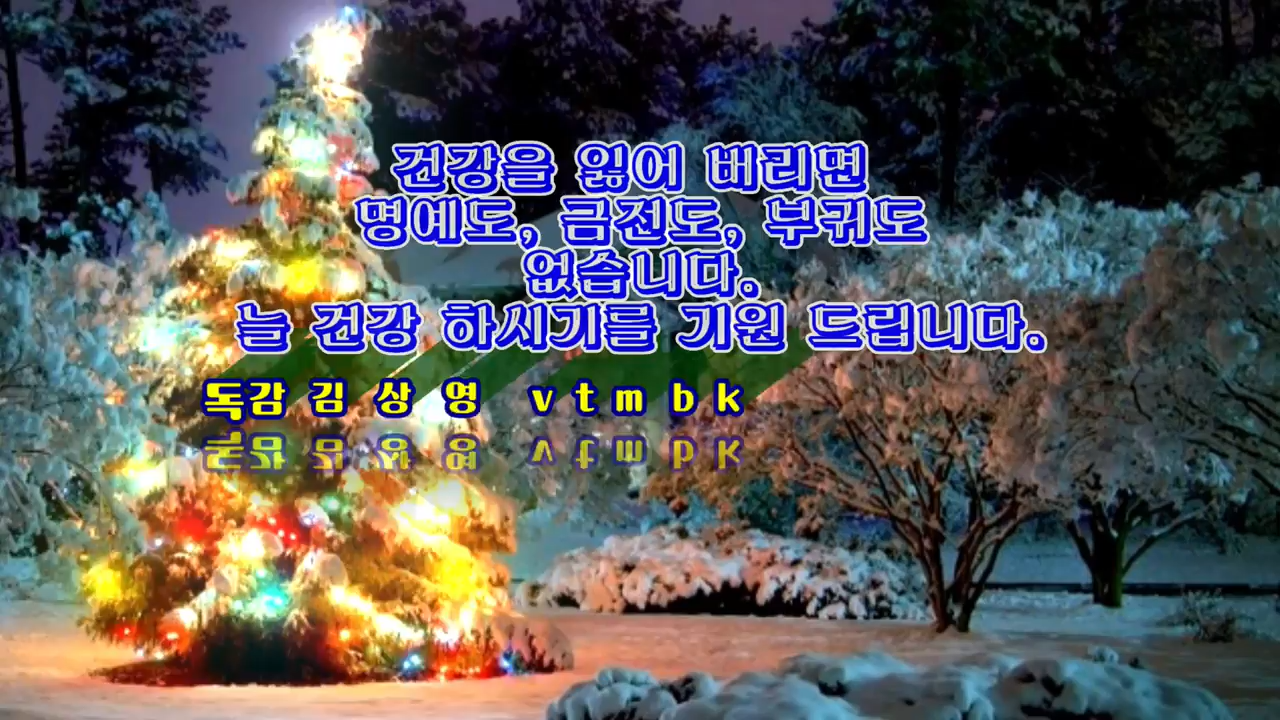 건강을 잃어 버리면
명예도, 금전도, 부귀도
없습니다.
늘 건강 하시기를 기원 드립니다.
독감 김 상 영 v t m b k